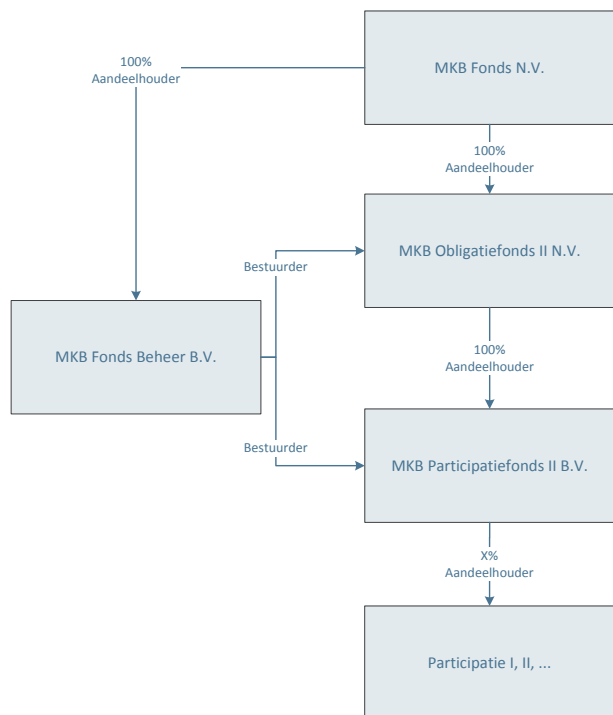 MKB Fonds N.V.
100%
Aandeelhouder
100%
Aandeelhouder
MKB Obligatiefonds II N.V.
Bestuurder
MKB Fonds Beheer B.V.
100%
Aandeelhouder
Bestuurder
MKB Participatiefonds II B.V.
X%
Aandeelhouder
Participatie I, II, ...